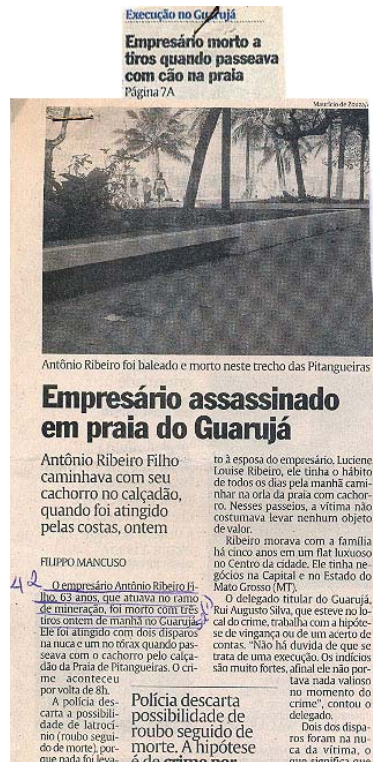 Execução no Guarujá
Empresário morto a
tiros quando passeava
com cão na praia
Página 7A
Maurício de Souza/
Antônio Ribeiro foi baleado e morto neste trecho das Pitangueiras
Empresário assassinado
em praia do Guarujá
Antônio Ribeiro Filho
caminhava com seu
cachorro no calçadão,
quando foi atingido
pelas costas, ontem
FILIPPO MANCUSO
42
O empresário Antônio Ribeiro Fi-
lho, 63 anos, que atuava no ramo
de mineração, foi morto com três
tiros ontem de manhã no Guarujá.
Ele foi atingido com dois disparos
na nuca e um no tórax quando pas-
seava com o cachorro pelo calça-
dão da Praia de Pitangueiras. O cri-
me aconteceu
por volta de 8h.
A polícia des-
carta a possibili-
dade de latrocí-
nio (roubo segui-
do de morte), por-
que nada foi leva-
Polícia descarta
possibilidade de
roubo seguido de
morte. A hipótese
é de crime por
to à esposa do empresário, Luciene
Louise Ribeiro, ele tinha o hábito
de todos os dias pela manhã cami-
nhar na orla da praia com cachor-
ro. Nesses passeios, a vítima não
costumava levar nenhum objeto
de valor.
Ribeiro morava com a família
há cinco anos em um flat luxuoso
no Centro da cidade. Ele tinha ne-
gócios na Capital e no Estado do
Mato Grosso (MT).
O delegado titular do Guarujá,
Rui Augusto Silva, que esteve no lo-
cal do crime, trabalha com a hipóte-
se de vingança ou de um acerto de
contas. "Não há duvida de que se
trata de uma execução. Os indícios
são muito fortes, afinal ele não por-
tava nada valioso
no momento do
crime", contou o
delegado.
Dois dos dispa-
ros foram na nu-
ca da vítima, o
que significa que